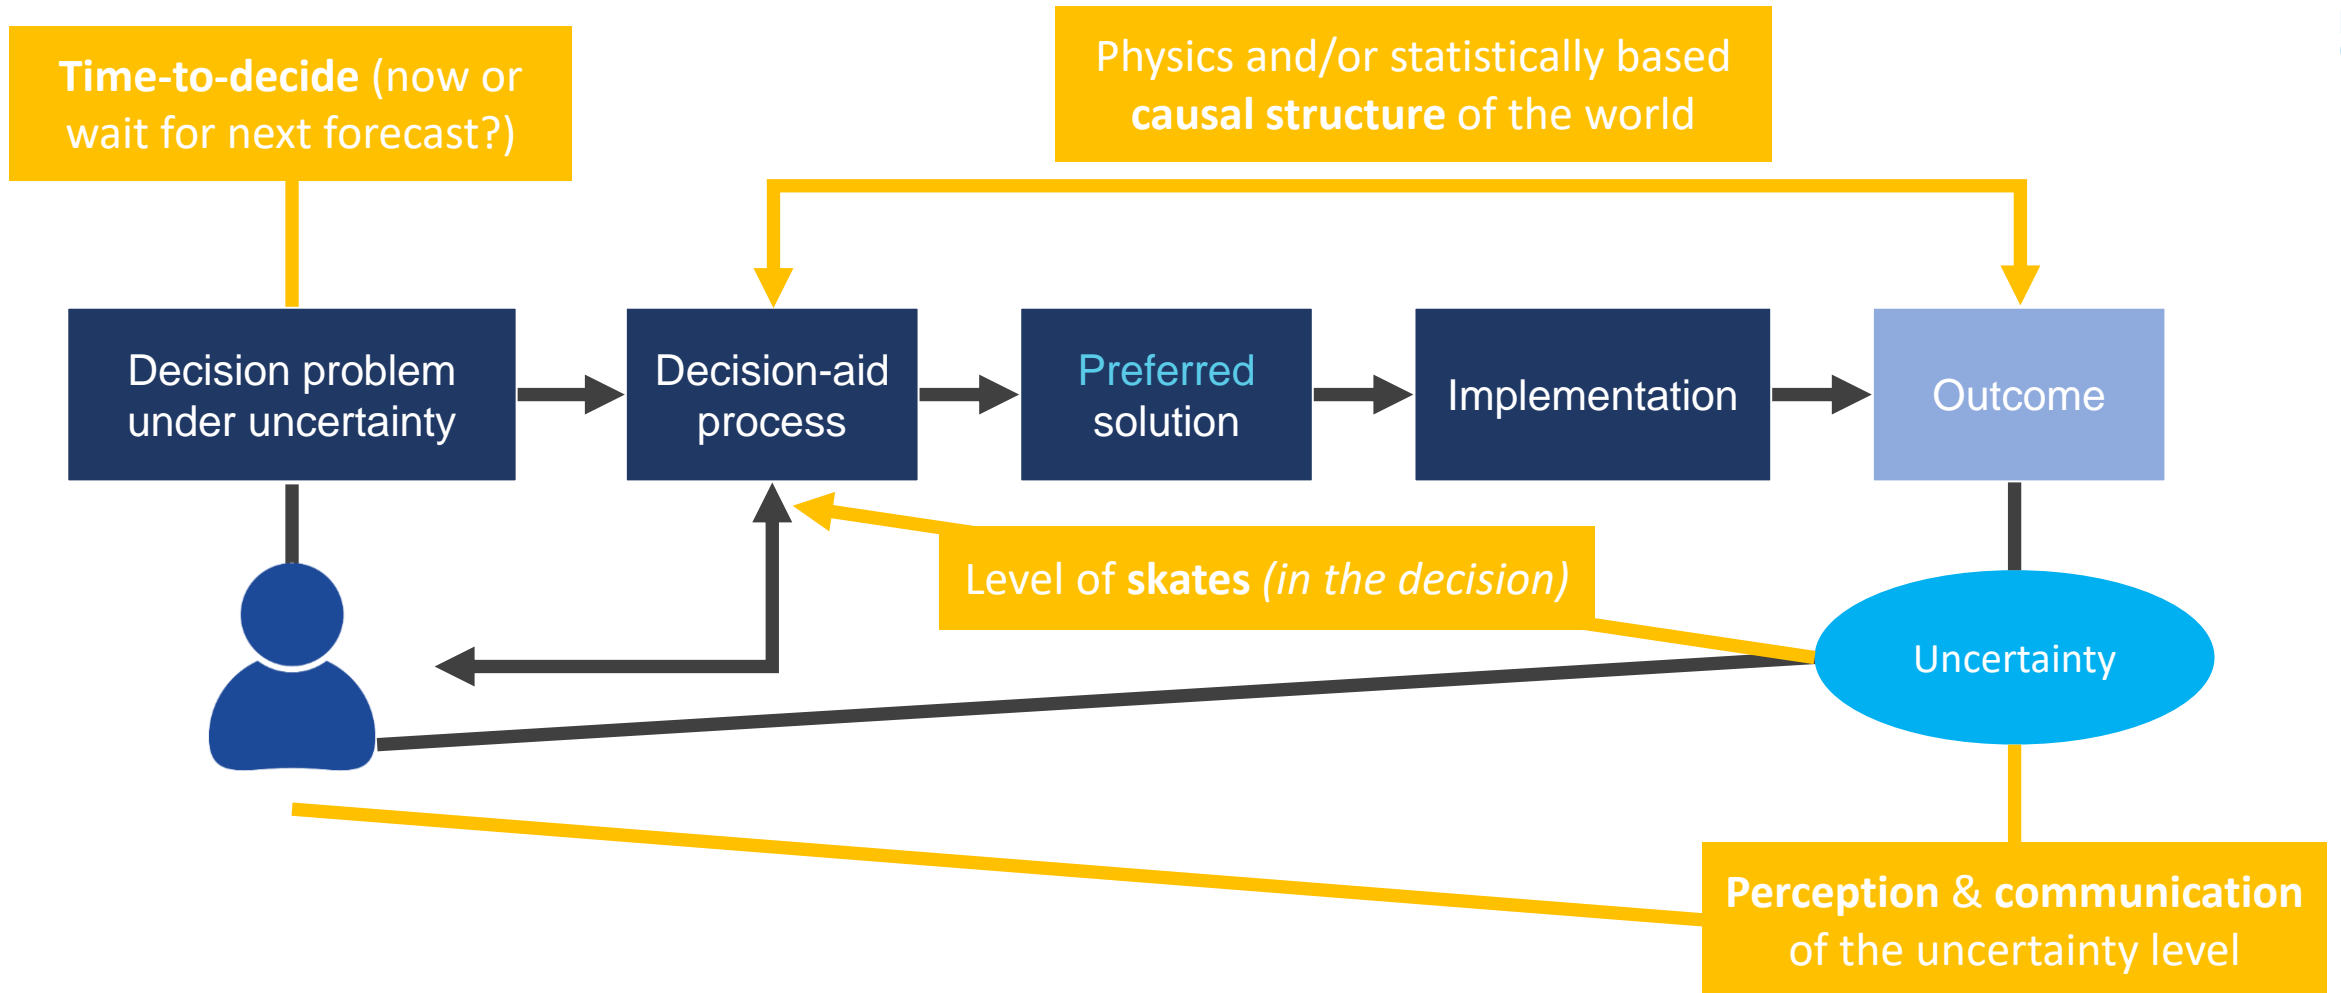 Time-to-decide (now or
wait for next forecast?)
Physics and/or statistically based
causal structure of the world
Decision problem
under uncertainty
Decision-aid
process
Preferred
solution
Implementation
Outcome
Level of skates (in the decision)
Uncertainty
Perception & communication
of the uncertainty level